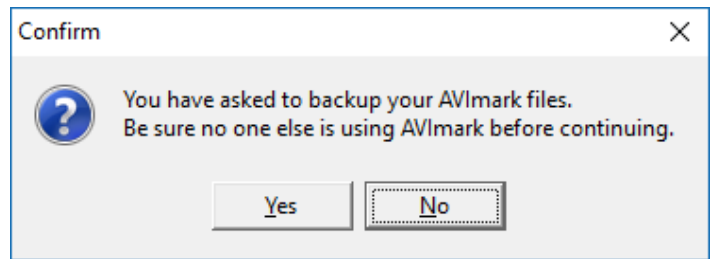 Confirm
You have asked to backup your AVImark files.
Be sure no one else is using AVImark before continuing.
Yes
No